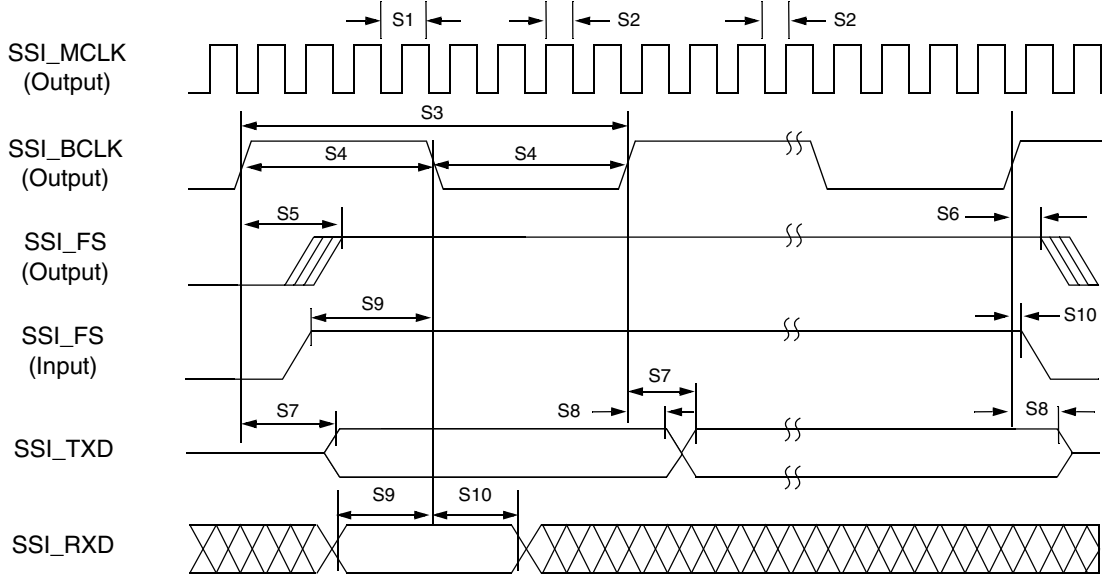 S1
S2
S2
SSI_MCLK
(Output)
S3
SSI_BCLK
(Output)
S4
S4
S5
S6
SSI_FS
(Output)
S9
S10
SSI_FS
(Input)
S7
S8
S7
S8
SSI_TXD
S9
S10
SSI_RXD